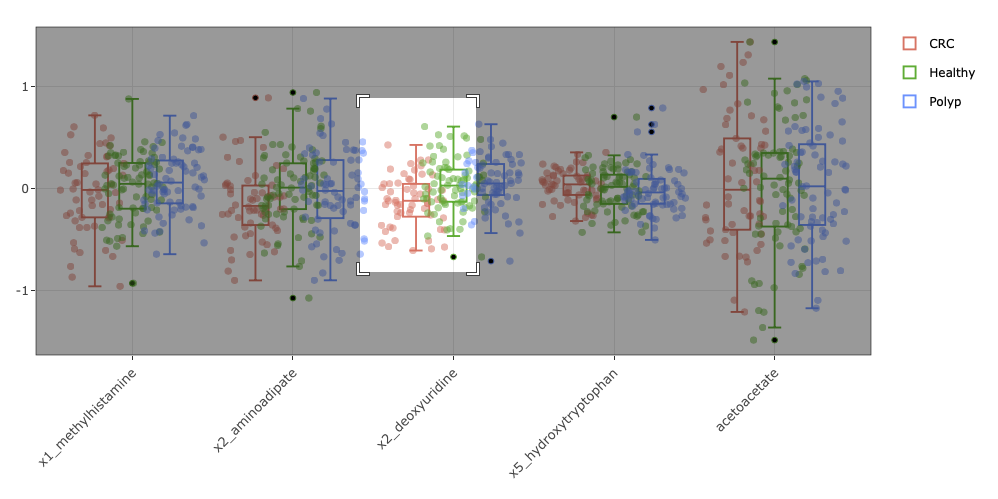 1
0
-1
x1_methylhistamine
x2_aminoadipate
x2_deoxyuridine
x5_hydroxytryptophan
acetoacetate
CRC
Healthy
Polyp